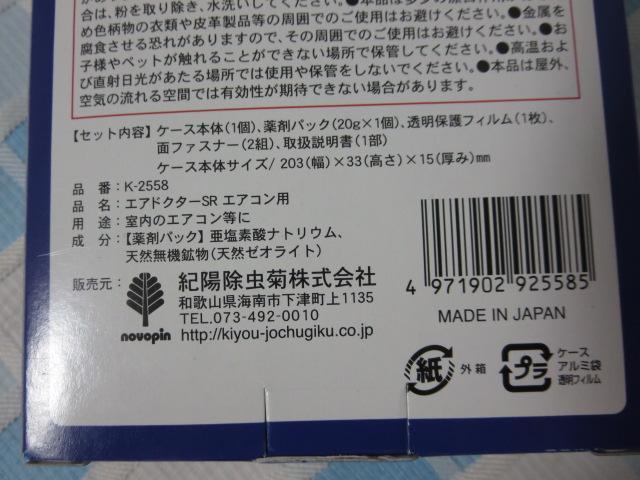 合は、粉を取り除き、水洗いしてください。●本品は
め色柄物の衣類や皮革製品等の周囲でのご使用はお避けください。●金属を
腐食させる恐れがありますので、その周囲でのご使用はお避けください。●お
子様やペットが触れることができない場所で保管してください。●高温およ
び直射日光があたる場所では使用や保管をしないでください。●本品は屋外、
空気の流れる空間では有効性が期待できない場合があります。
【セット内容】ケース本体(1個)、薬剤パック(20g×1個)、透明保護フィルム(1枚)、
面ファスナー(2組)、取扱説明書(1部)
ケース本体サイズ/203(幅)×33(高さ)×15(厚み)mm
品 番：K-2558
品 名：エアドクターSR エアコン用
用 途：室内のエアコン等に
成 分：【薬剤パック】亜塩素酸ナトリウム、
天然無機鉱物(天然ゼオライト)
販売元：
novopin
紀陽除虫菊株式会社
和歌山県海南市下津町上1135
TEL.073-492-0010
http://kiyou-jochugiku.co.jp
4 971902 925585
MADE IN JAPAN
紙 外箱
プラ
ケース
アルミ袋
透明フィルム